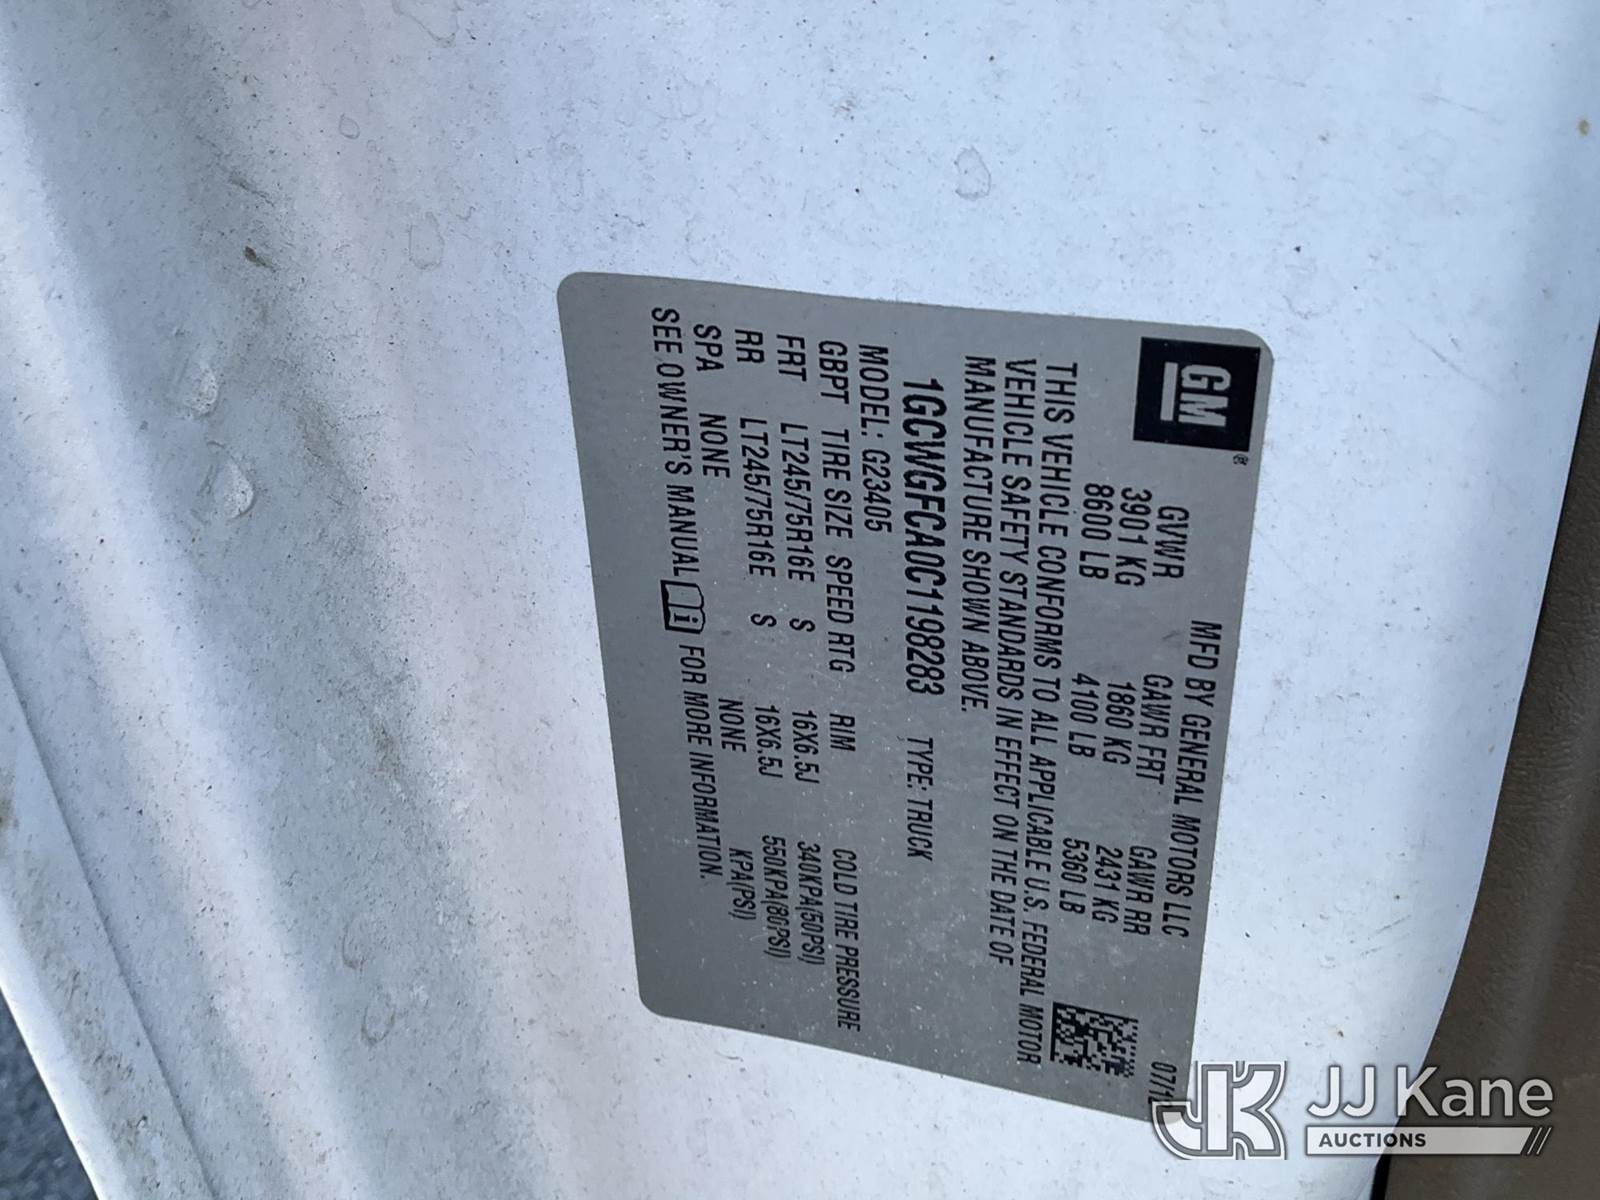 GM®
MFD BY GENERAL MOTORS LLC
GVWR GAWR FRT GAWR RR
3901 KG 1860 KG 2431 KG
8600 LB 4100 LB 5360 LB
THIS VEHICLE CONFORMS TO ALL APPLICABLE U.S. FEDERAL MOTOR
VEHICLE SAFETY STANDARDS IN EFFECT ON THE DATE OF
MANUFACTURE SHOWN ABOVE.
1GCWGFCA0C1198283 TYPE: TRUCK
MODEL: G23405
GBPT TIRE SIZE SPEED RTG RIM COLD TIRE PRESSURE
FRT LT245/75R16E S 16X6.5J 340KPA(50PSI)
RR LT245/75R16E S 16X6.5J 550KPA(80PSI)
SPA NONE NONE KPA(PSI)
SEE OWNER'S MANUAL i FOR MORE INFORMATION.
JK JJ Kane
AUCTIONS